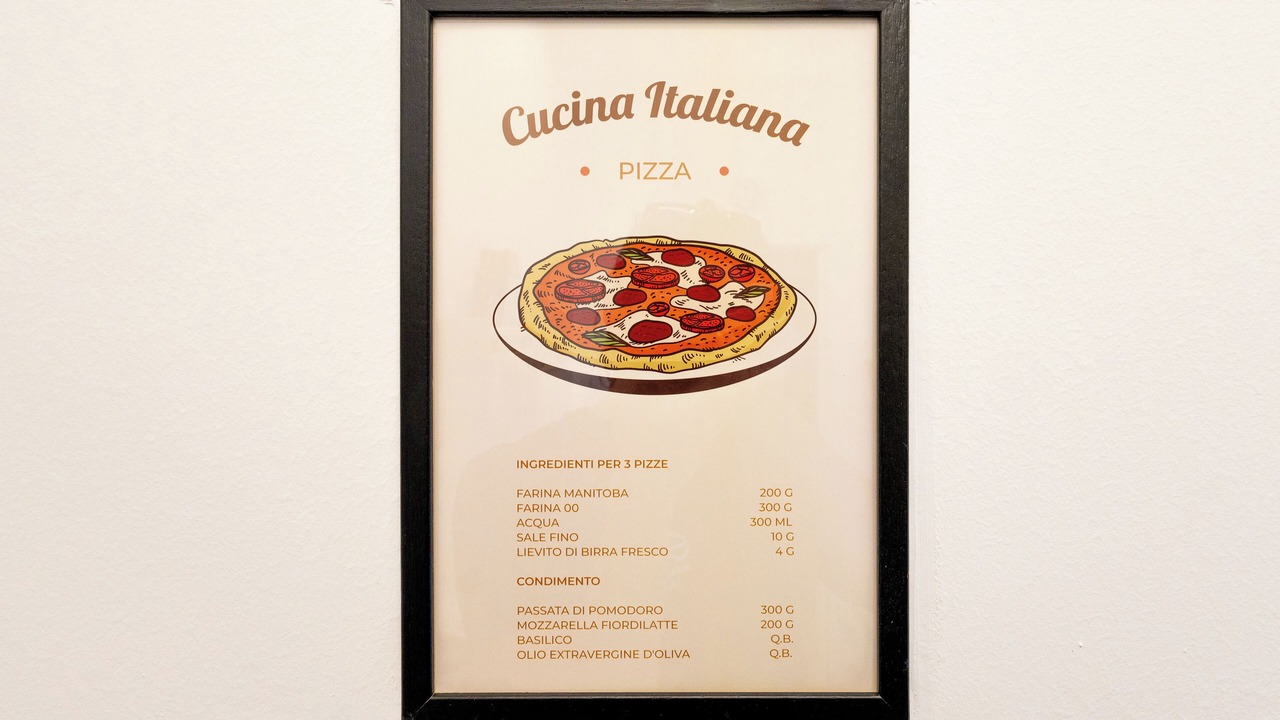 Cucina Italiana
• PIZZA •
INGREDIENTI PER 3 PIZZE
FARINA MANITOBA 200 G
FARINA 00 300 G
ACQUA 300 ML
SALE FINO 10 G
LIEVITO DI BIRRA FRESCO 4 G
CONDIMENTO
PASSATA DI POMODORO 300 G
MOZZARELLA FIORDILATTE 200 G
BASILICO Q.B.
OLIO EXTRAVERGINE D'OLIVA Q.B.